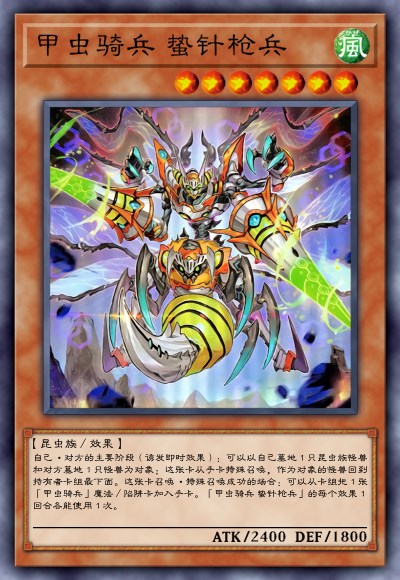 甲虫骑兵 蛰针枪兵
風
【昆虫族/效果】
自己·对方的主要阶段(诱发即时效果):可以以自己墓地1只昆虫族怪兽
和对方墓地1只怪兽为对象;这张卡从手卡特殊召唤,作为对象的怪兽回到
持有者卡组最下面。这张卡召唤·特殊召唤成功的场合:可以从卡组把1张
「甲虫骑兵」魔法/陷阱卡加入手卡。「甲虫骑兵 蛰针枪兵」的每个效果1
回合各能使用1次。
ATK/2400 DEF/1800